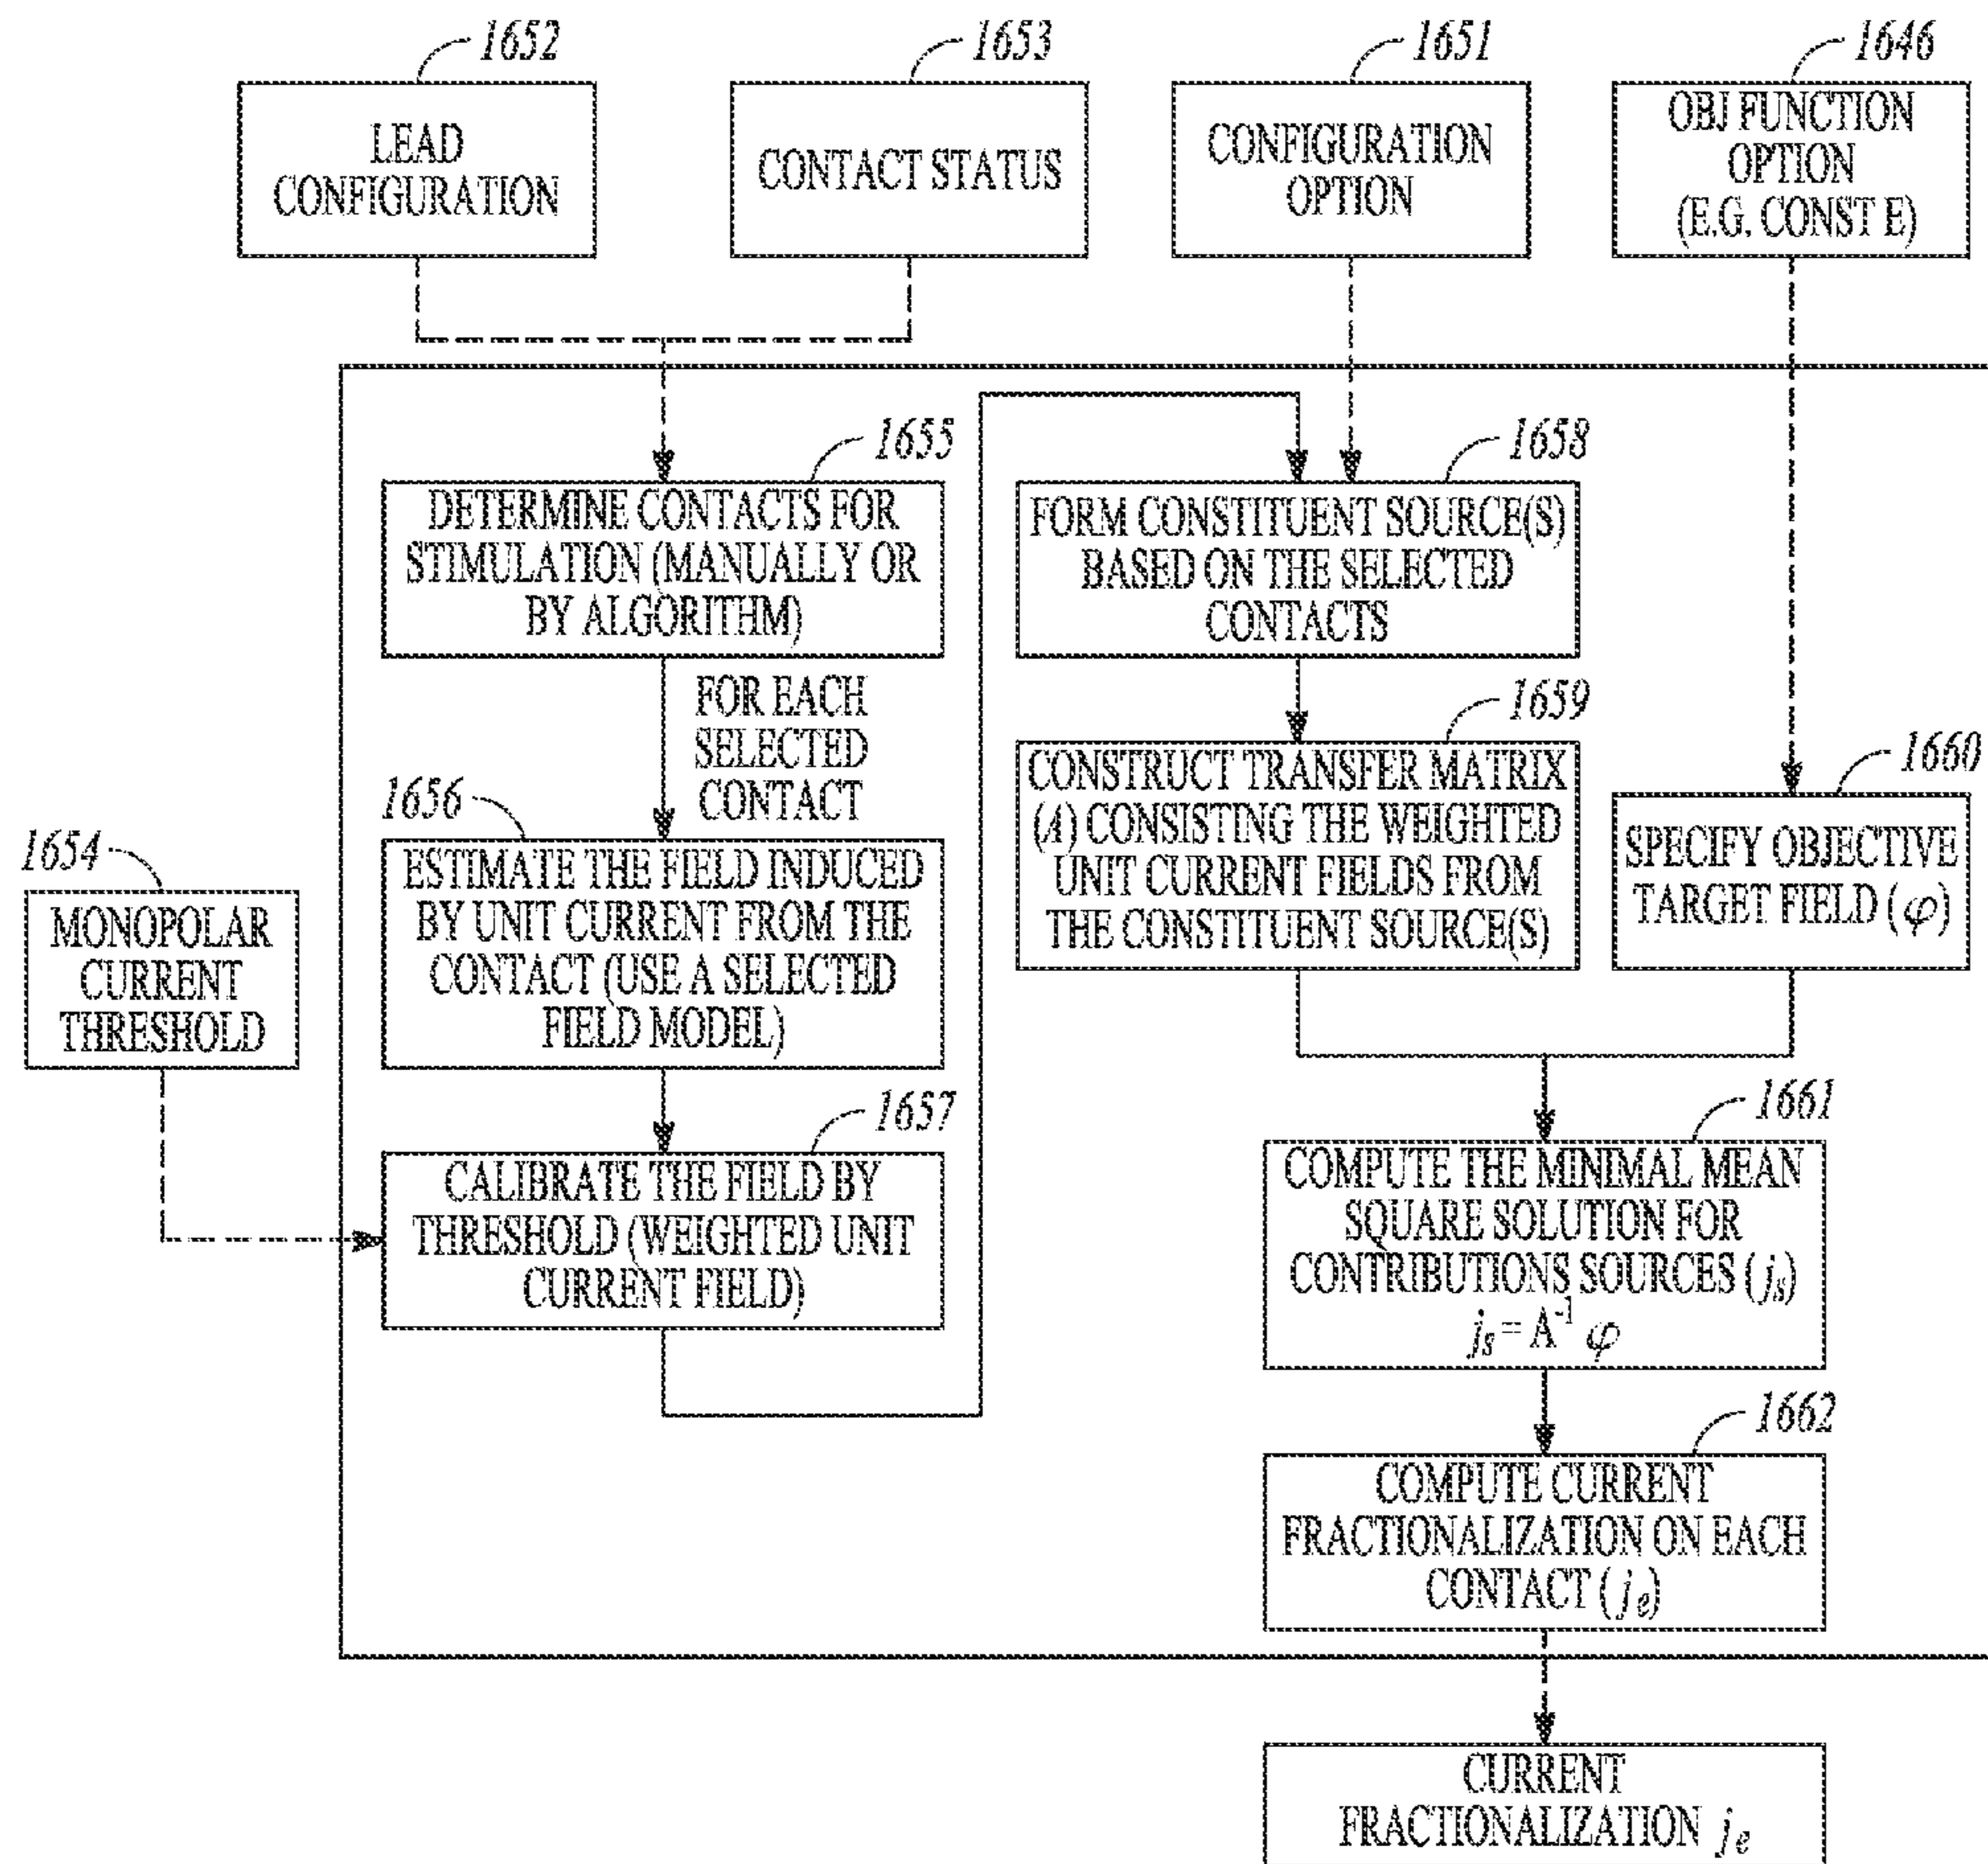 1652
LEAD
CONFIGURATION
1653
CONTACT STATUS
1651
CONFIGURATION
OPTION
1646
OBJ FUNCTION
OPTION
(E.G. CONST E)
1655
DETERMINE CONTACTS FOR
STIMULATION (MANUALLY OR
BY ALGORITHM)
FOR EACH
SELECTED
CONTACT
1656
ESTIMATE THE FIELD INDUCED
BY UNIT CURRENT FROM THE
CONTACT (USE A SELECTED
FIELD MODEL)
1654
MONOPOLAR
CURRENT
THRESHOLD
1657
CALIBRATE THE FIELD BY
THRESHOLD (WEIGHTED UNIT
CURRENT FIELD)
1658
FORM CONSTITUENT SOURCE(S)
BASED ON THE SELECTED
CONTACTS
1659
CONSTRUCT TRANSFER MATRIX
(A) CONSISTING THE WEIGHTED
UNIT CURRENT FIELDS FROM
THE CONSTITUENT SOURCE(S)
1660
SPECIFY OBJECTIVE
TARGET FIELD (φ)
1661
COMPUTE THE MINIMAL MEAN
SQUARE SOLUTION FOR
CONTRIBUTIONS SOURCES (js)
js = A⁻¹ φ
1662
COMPUTE CURRENT
FRACTIONALIZATION ON EACH
CONTACT (je)
CURRENT
FRACTIONALIZATION je